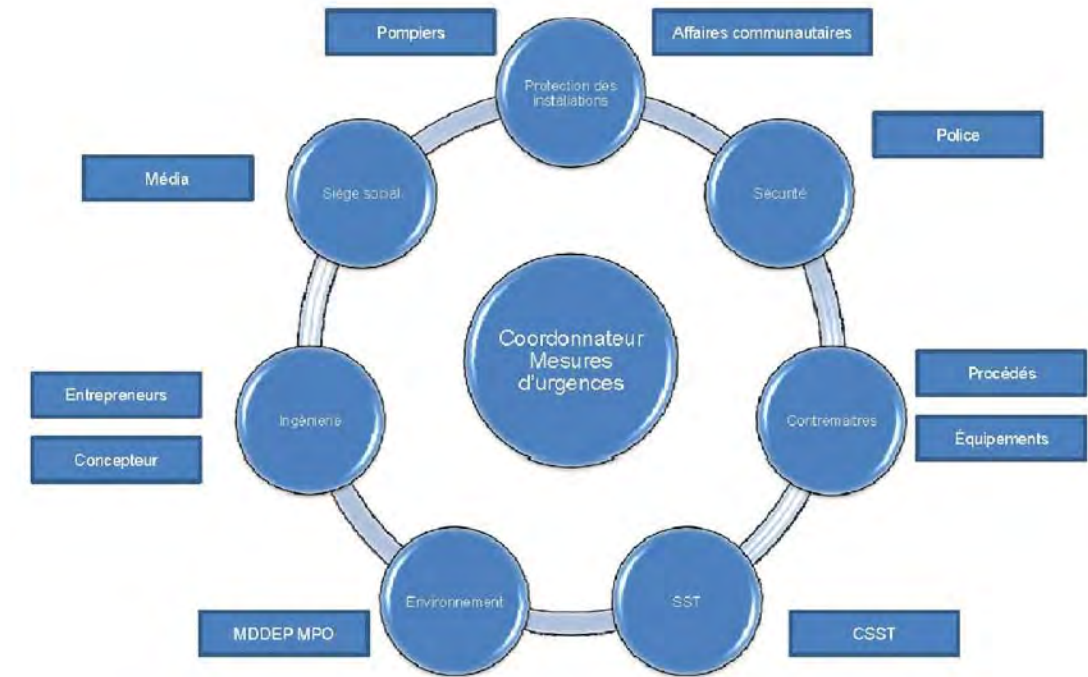 Pompiers
Affaires communautaires
Protection des
installations
Police
Média
Siège social
Sécurité
Coordonnateur
Mesures
d'urgences
Entrepreneurs
Procédés
Ingénierie
Contremaîtres
Concepteur
Équipements
Environnement
SST
MDDEP MPO
CSST